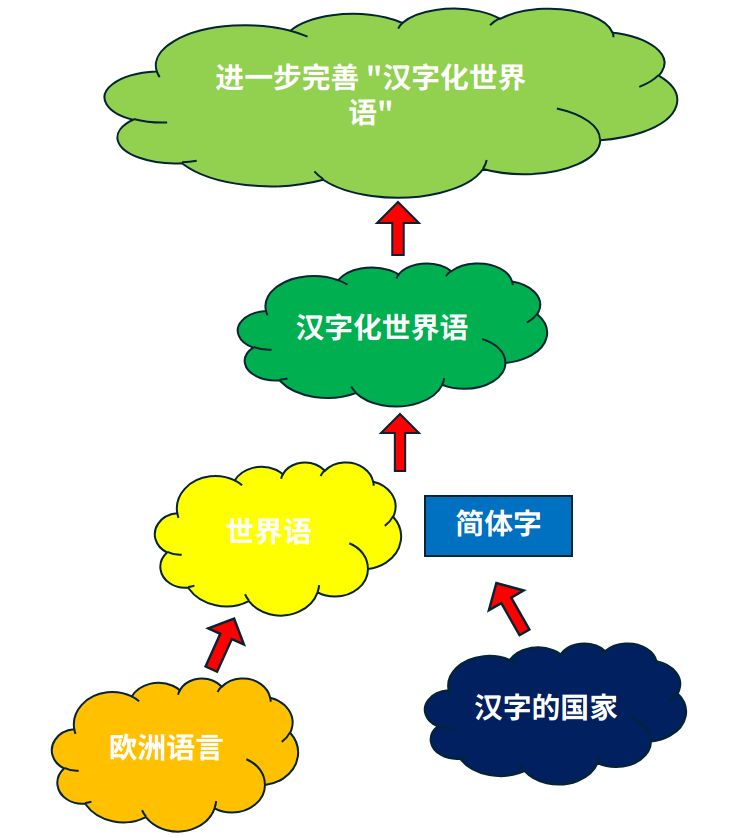 进一步完善 "汉字化世界
语"
汉字化世界语
世界语
简体字
汉字的国家
欧洲语言